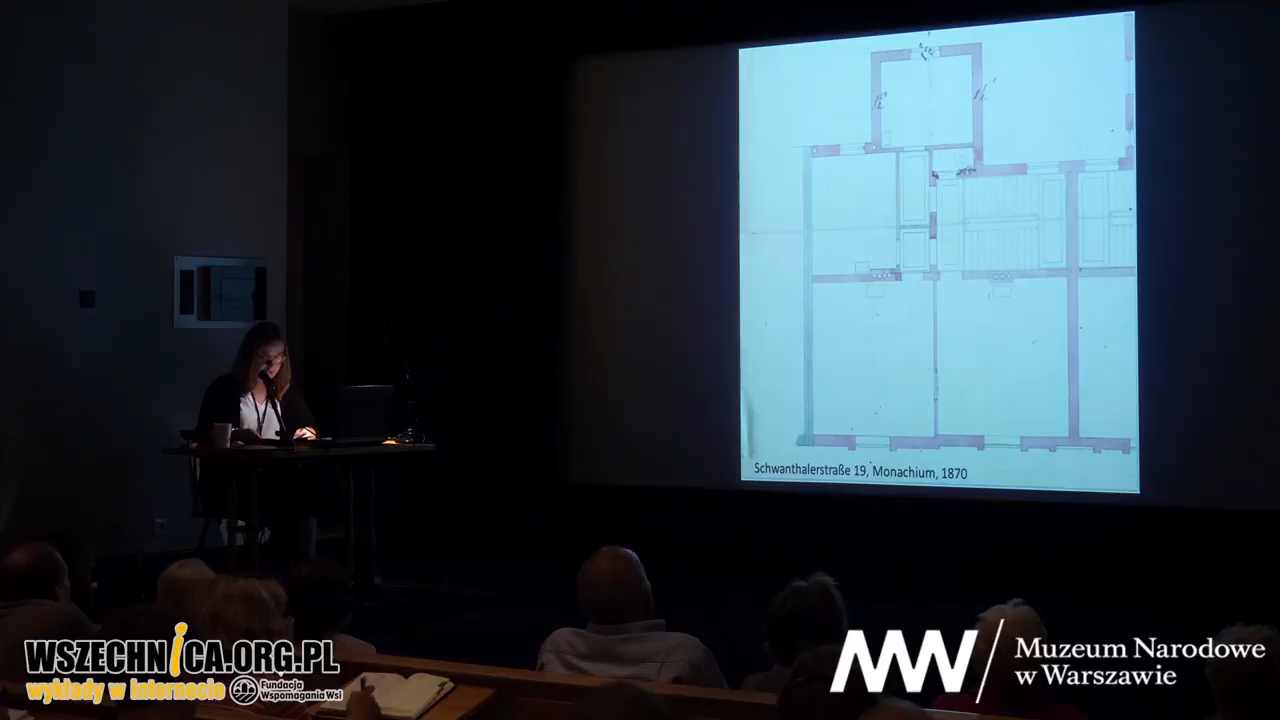 Schwanthalerstraße 19, Monachium, 1870
WSZECHNICA.ORG.PL
wykłady w Internecie
Fundacja
Wspomagania Wsi
Muzeum Narodowe
w Warszawie